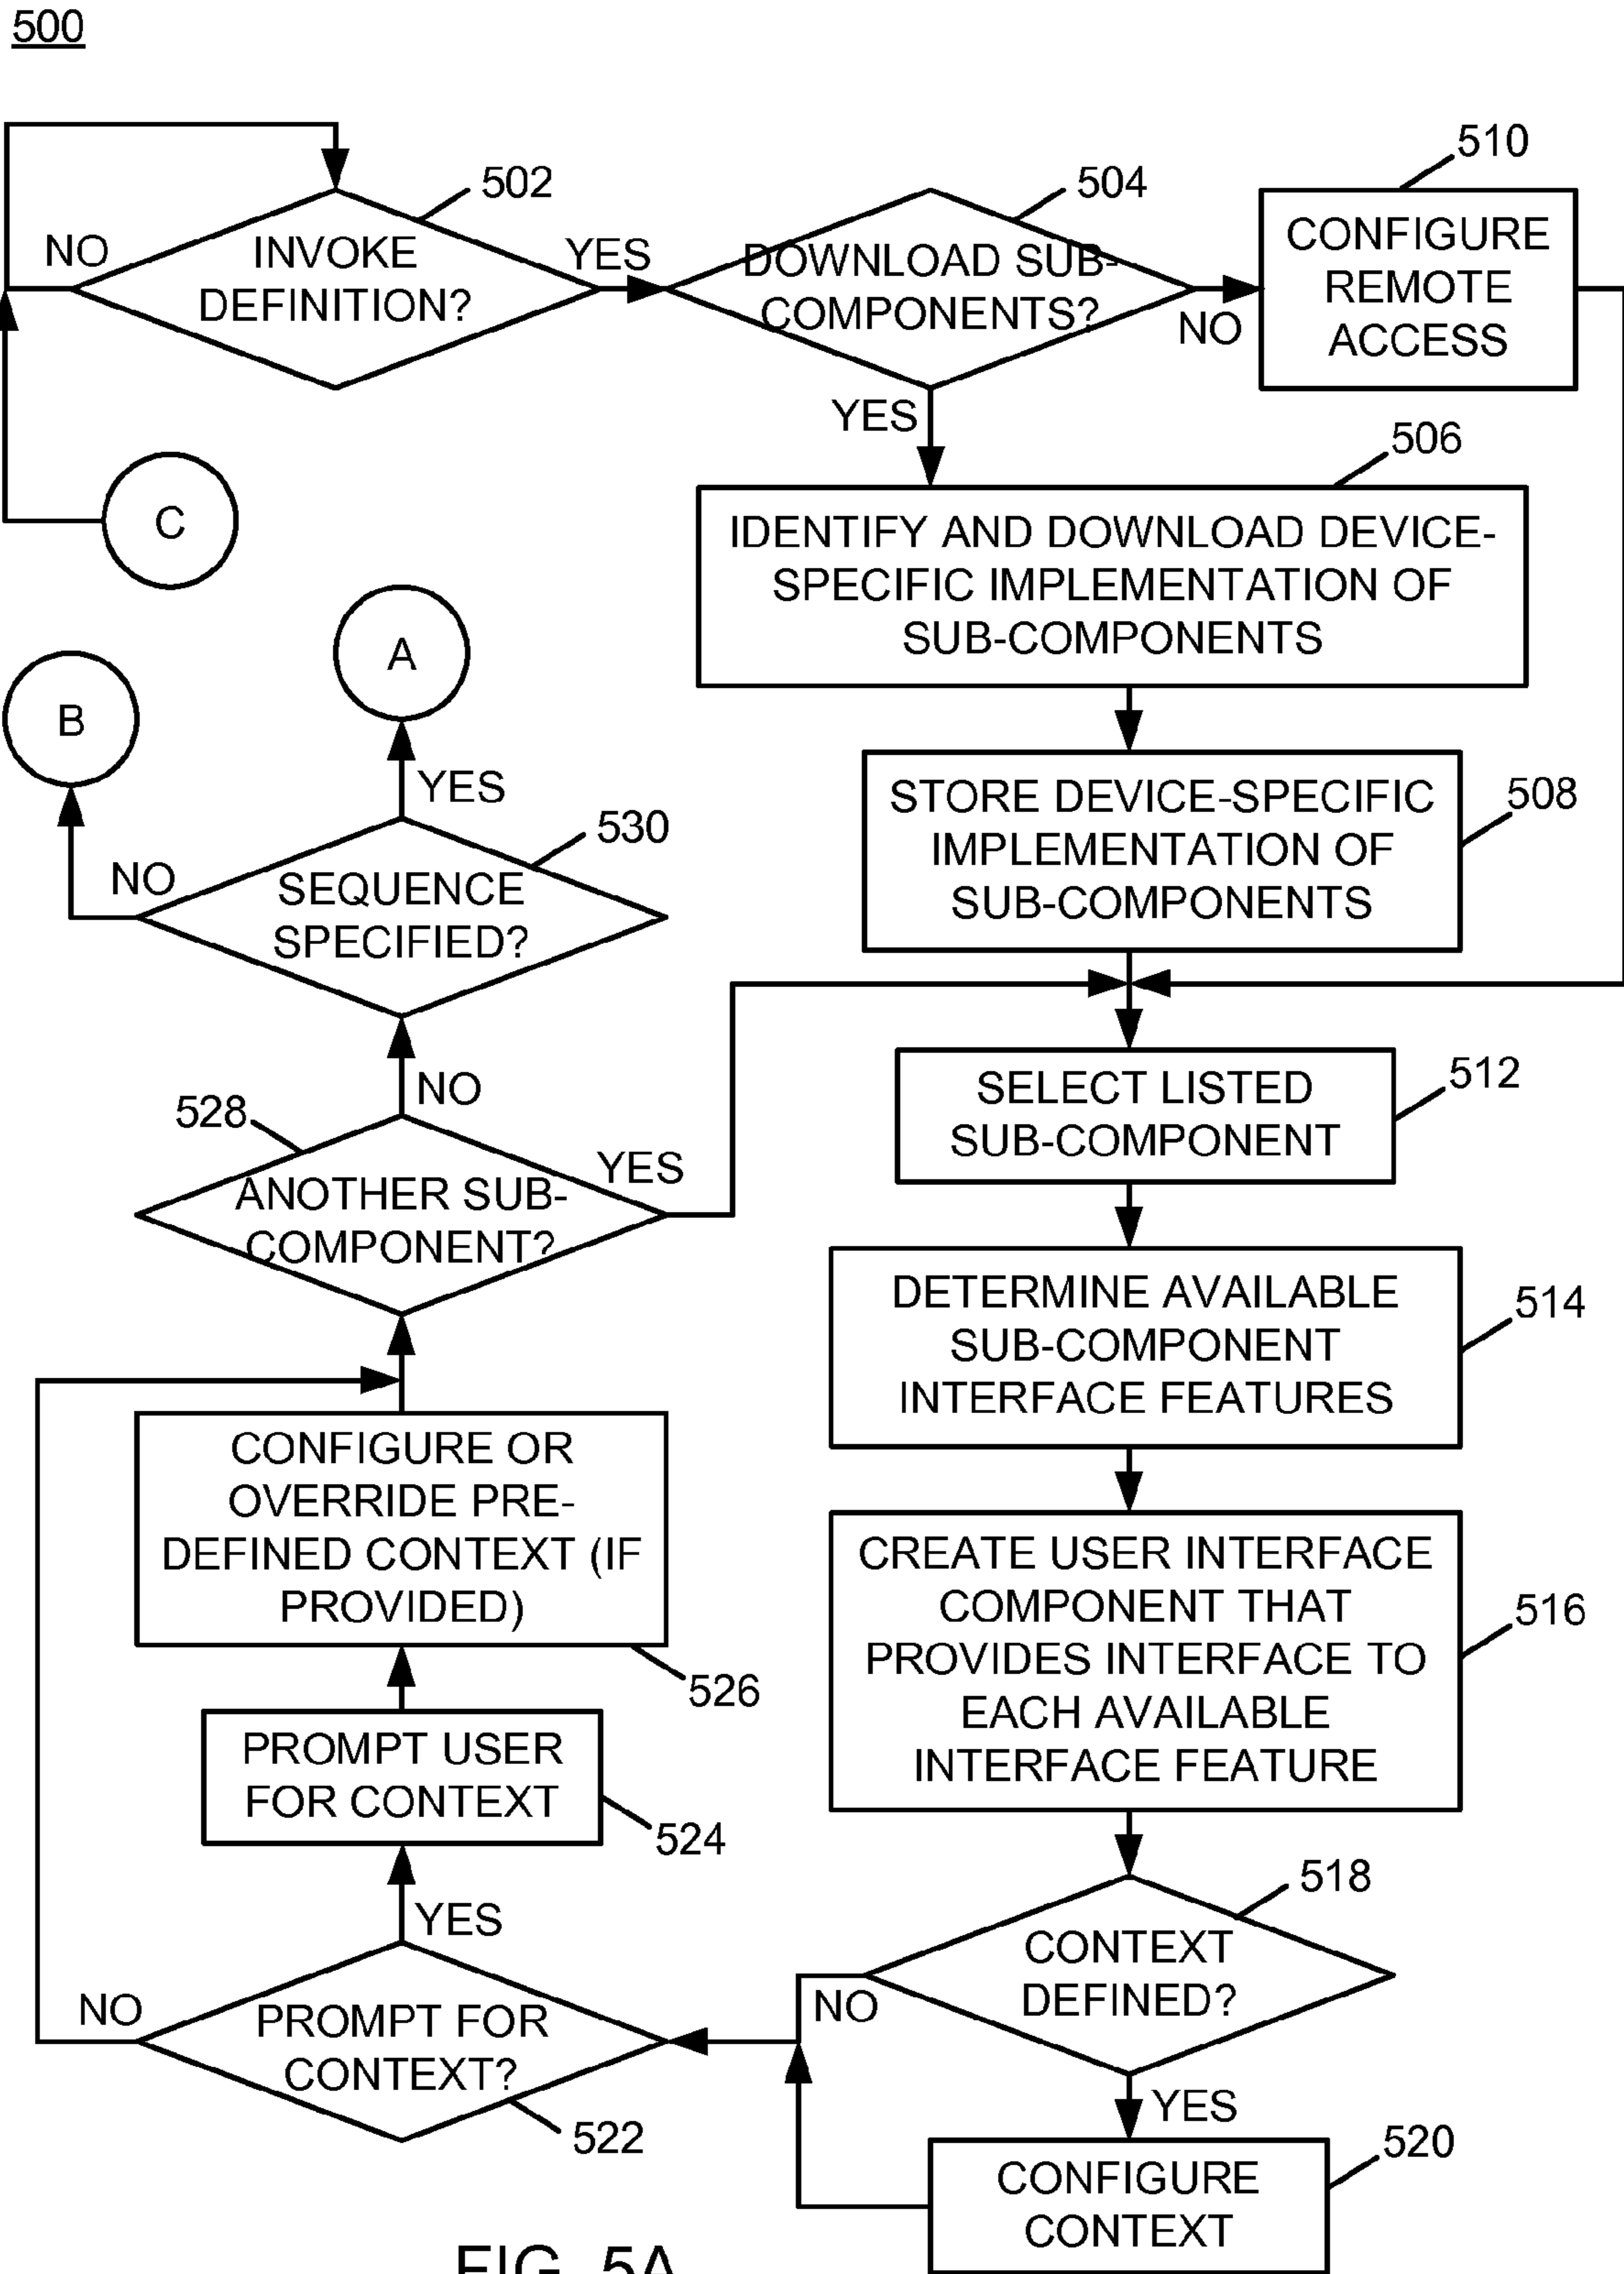 500
502
NO
INVOKE
DEFINITION?
YES
504
DOWNLOAD SUB-
COMPONENTS?
NO
510
CONFIGURE
REMOTE
ACCESS
YES
506
IDENTIFY AND DOWNLOAD DEVICE-
SPECIFIC IMPLEMENTATION OF
SUB-COMPONENTS
C
A
B
508
STORE DEVICE-SPECIFIC
IMPLEMENTATION OF
SUB-COMPONENTS
YES
530
NO
SEQUENCE
SPECIFIED?
512
SELECT LISTED
SUB-COMPONENT
NO
528
YES
ANOTHER SUB-
COMPONENT?
514
DETERMINE AVAILABLE
SUB-COMPONENT
INTERFACE FEATURES
CONFIGURE OR
OVERRIDE PRE-
DEFINED CONTEXT (IF
PROVIDED)
526
516
CREATE USER INTERFACE
COMPONENT THAT
PROVIDES INTERFACE TO
EACH AVAILABLE
INTERFACE FEATURE
PROMPT USER
FOR CONTEXT
524
518
CONTEXT
DEFINED?
NO
YES
NO
PROMPT FOR
CONTEXT?
522
YES
520
CONFIGURE
CONTEXT
FIG. 5A